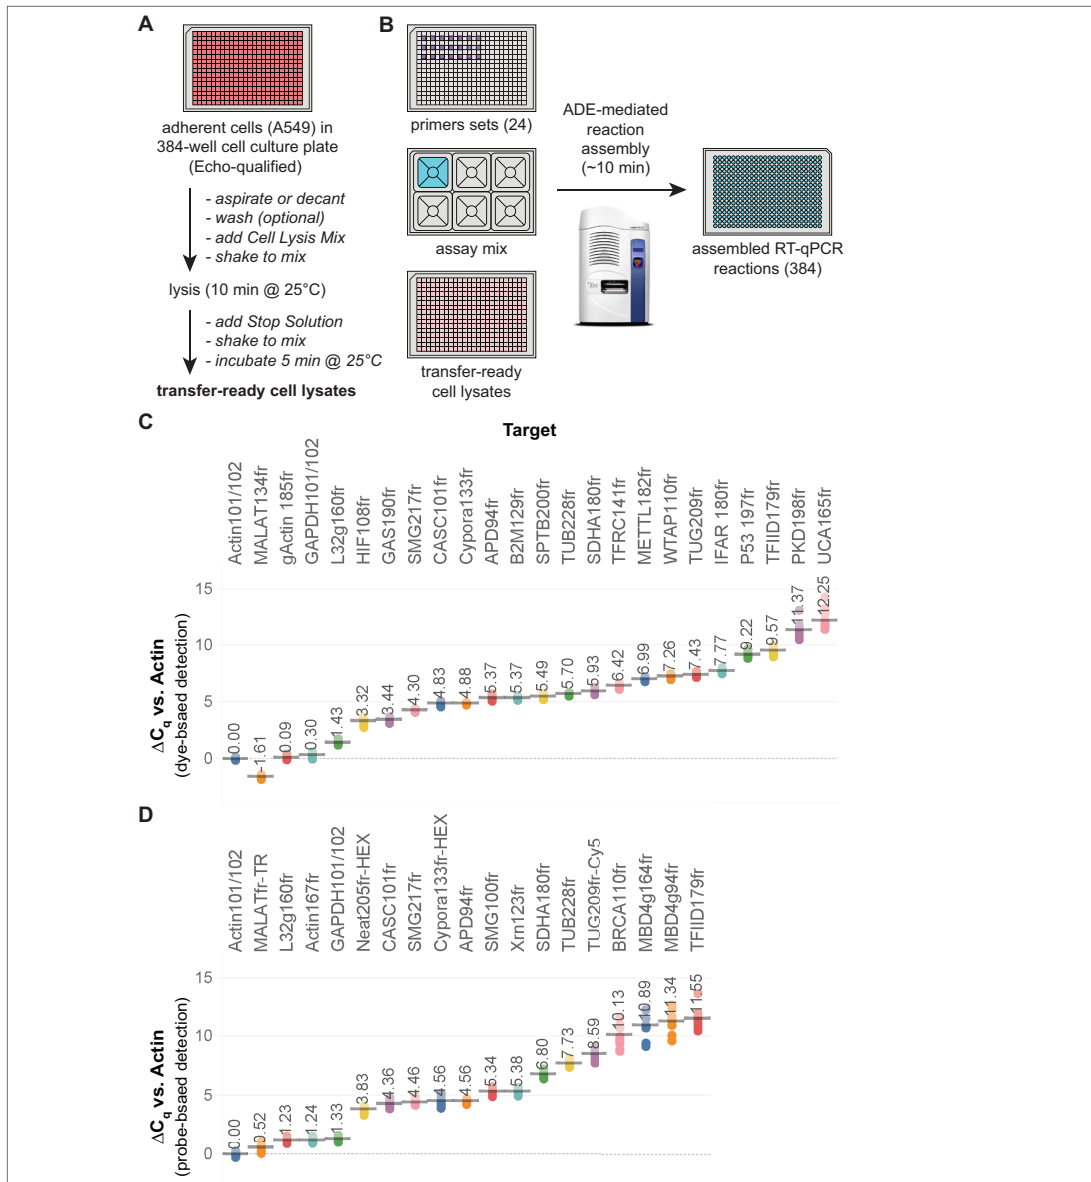 A
adherent cells (A549) in
384-well cell culture plate
(Echo-qualified)
- aspirate or decant
- wash (optional)
- add Cell Lysis Mix
- shake to mix
lysis (10 min @ 25°C)
- add Stop Solution
- shake to mix
- incubate 5 min @ 25°C
transfer-ready cell lysates
B
primers sets (24)
assay mix
transfer-ready
cell lysates
ADE-mediated
reaction
assembly
(~10 min)
assembled RT-qPCR
reactions (384)
C
Target
Actin101/102
MALAT134fr
gActin 185fr
GAPDH101/102
L32g160fr
HIF108fr
GAS190fr
SMG217fr
CASC101fr
Cypora133fr
APD94fr
B2M129fr
SPTB200fr
TUB228fr
SDHA180fr
TFRC141fr
METTL182fr
WTAP110fr
TUG209fr
IFAR 180fr
P53 197fr
TFIID179fr
PKD198fr
UCA165fr
ΔCq vs. Actin
(dye-bsaed detection)
15
10
5
0
0.00
-1.61
0.09
0.30
1.43
3.32
3.44
4.30
4.83
4.88
5.37
5.37
5.49
5.70
5.93
6.42
6.99
7.26
7.43
7.77
9.22
9.57
11.37
12.25
D
Actin101/102
MALATfr-TR
L32g160fr
Actin167fr
GAPDH101/102
Neat205fr-HEX
CASC101fr
SMG217fr
Cypora133fr-HEX
APD94fr
SMG100fr
Xrn123fr
SDHA180fr
TUB228fr
TUG209fr-Cy5
BRCA110fr
MBD4g164fr
MBD4g94fr
TFIID179fr
ΔCq vs. Actin
(probe-bsaed detection)
15
10
5
0
0.00
0.52
1.23
1.24
1.33
3.83
4.36
4.46
4.56
4.56
5.34
5.38
6.80
7.73
8.59
10.13
10.89
11.34
11.55